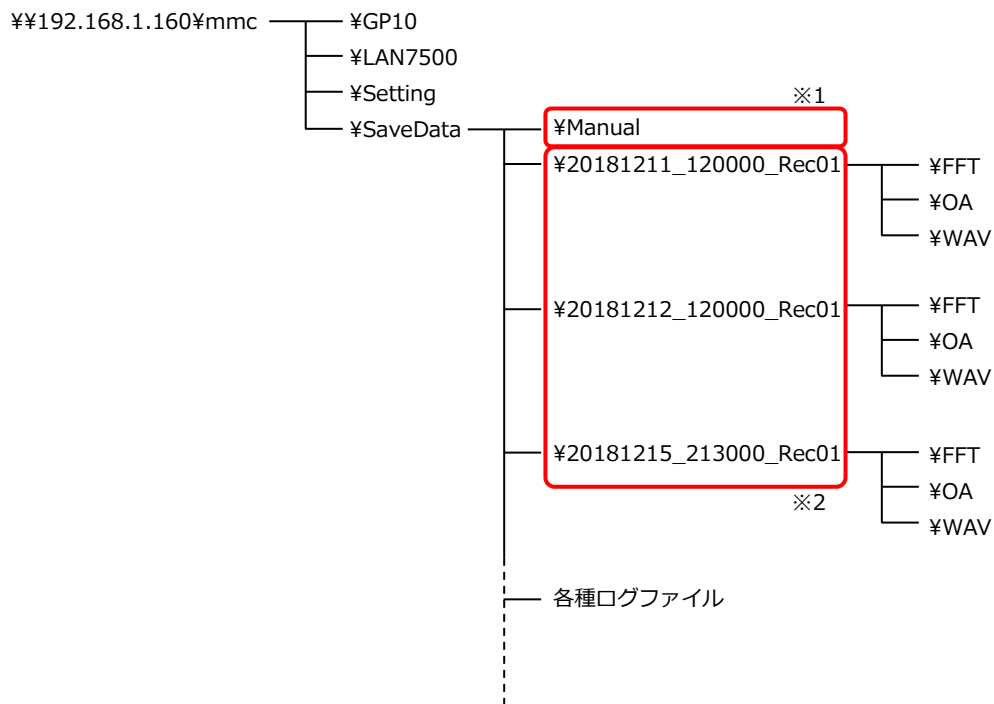 ¥¥192.168.1.160¥mmc
¥GP10
¥LAN7500
¥Setting
¥SaveData
※1
¥Manual
¥20181211_120000_Rec01
¥FFT
¥OA
¥WAV
¥20181212_120000_Rec01
¥FFT
¥OA
¥WAV
¥20181215_213000_Rec01
¥FFT
¥OA
¥WAV
※2
各種ログファイル